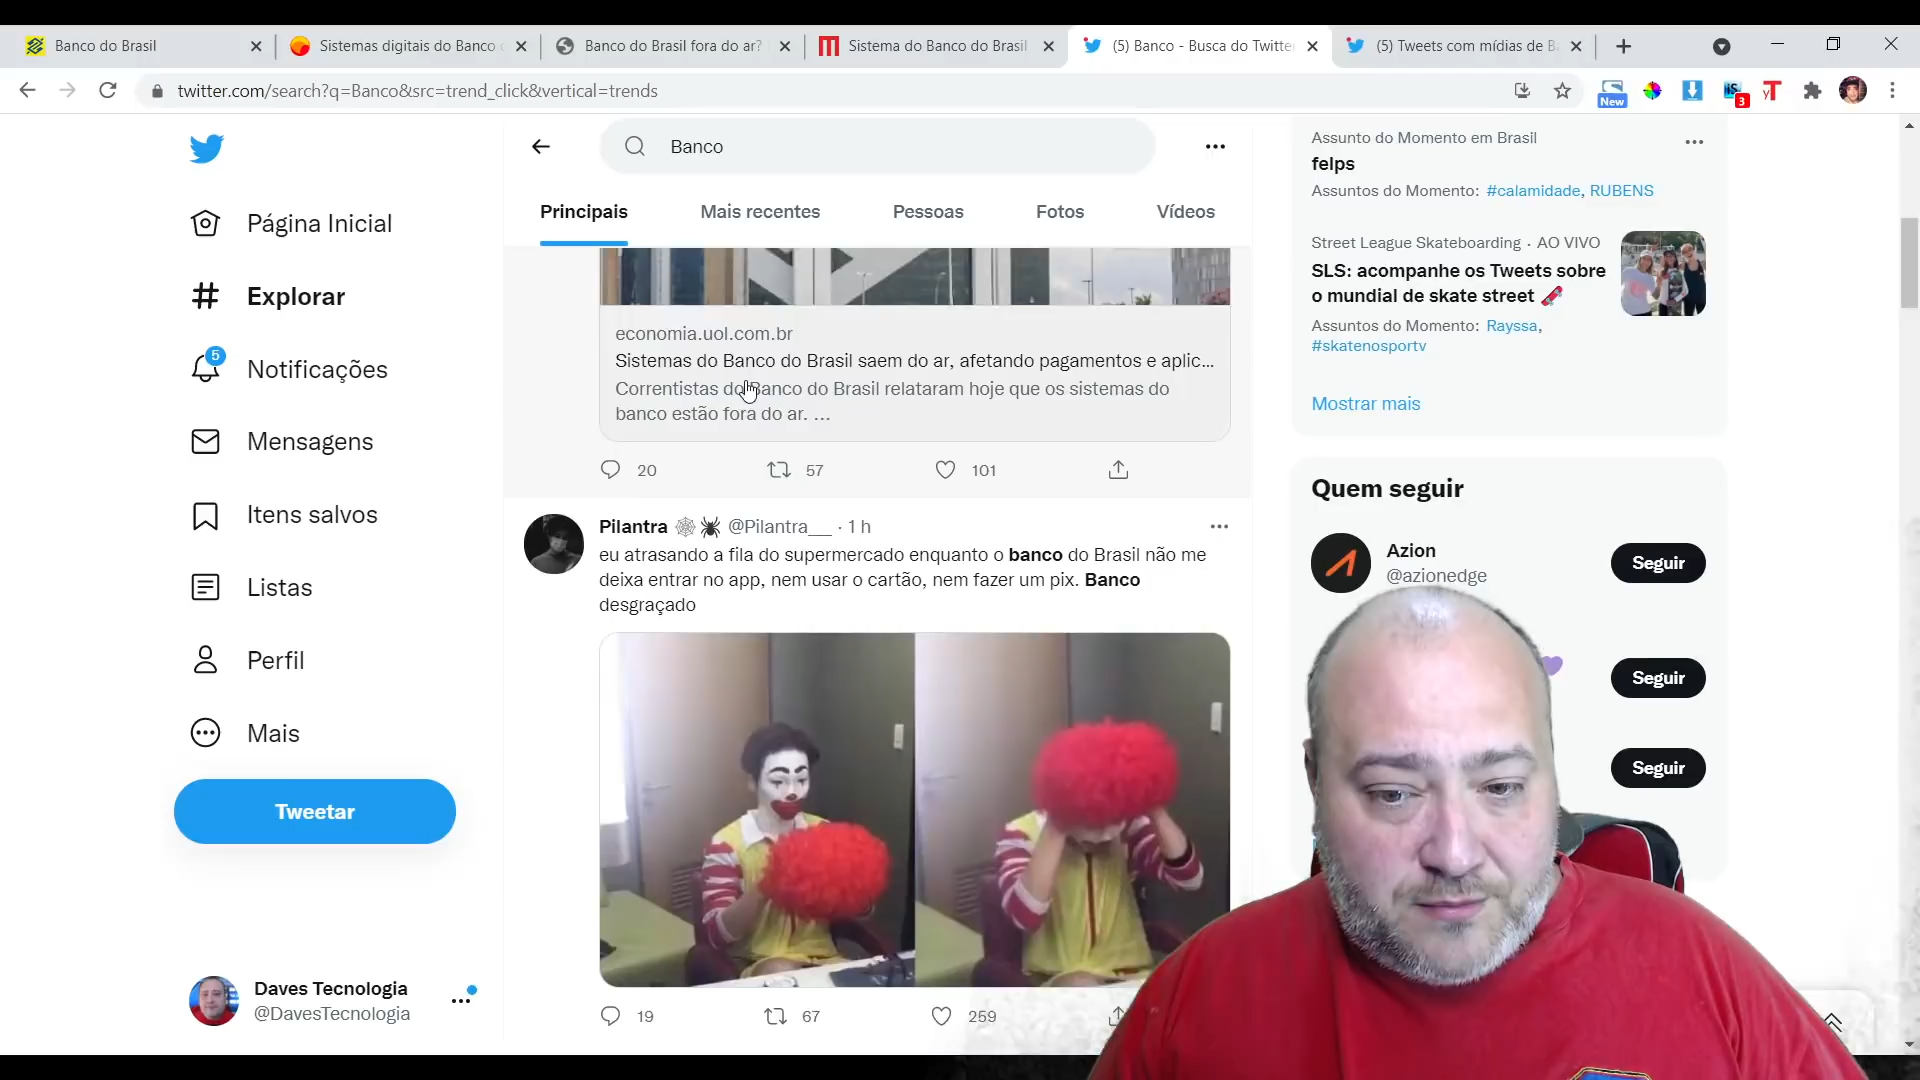 Banco do Brasil
Sistemas digitais do Banco
Banco do Brasil fora do ar?
Sistema do Banco do Brasil
(5) Banco - Busca do Twitte
(5) Tweets com mídias de B
twitter.com/search?q=Banco&src=trend_click&vertical=trends
New
3
Banco
Principais
Mais recentes
Pessoas
Fotos
Vídeos
Página Inicial
Explorar
5
Notificações
Mensagens
Itens salvos
Listas
Perfil
Mais
Tweetar
Daves Tecnologia
@DavesTecnologia
economia.uol.com.br
Sistemas do Banco do Brasil saem do ar, afetando pagamentos e aplic...
Correntistas do Banco do Brasil relataram hoje que os sistemas do
banco estão fora do ar. ...
20 57 101
Pilantra 🕸️🕷️ @Pilantra__ · 1 h
eu atrasando a fila do supermercado enquanto o banco do Brasil não me
deixa entrar no app, nem usar o cartão, nem fazer um pix. Banco
desgraçado
19 67 259
Assunto do Momento em Brasil
felps
Assuntos do Momento: #calamidade, RUBENS
Street League Skateboarding · AO VIVO
SLS: acompanhe os Tweets sobre
o mundial de skate street 🛹
Assuntos do Momento: Rayssa,
#skatenosportv
Mostrar mais
Quem seguir
Azion
@azionedge
Seguir
Seguir
Seguir